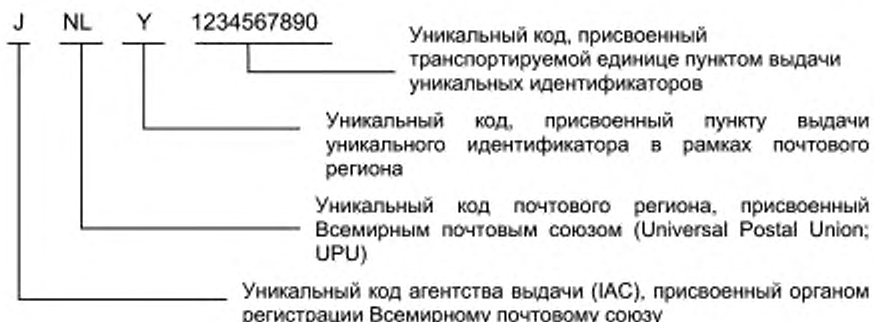 J NL Y 1234567890
Уникальный код, присвоенный
транспортируемой единице пунктом выдачи
уникальных идентификаторов
Уникальный код, присвоенный пункту выдачи
уникального идентификатора в рамках почтового
региона
Уникальный код почтового региона, присвоенный
Всемирным почтовым союзом (Universal Postal Union;
UPU)
Уникальный код агентства выдачи (IAC), присвоенный органом
регистрации Всемирному почтовому союзу